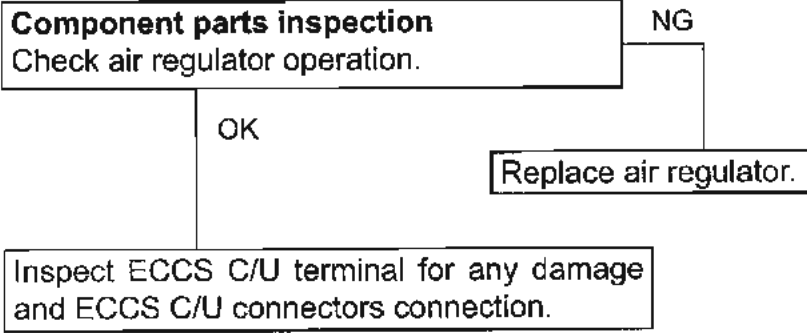 Component parts inspection
Check air regulator operation.
NG
OK
Replace air regulator.
Inspect ECCS C/U terminal for any damage
and ECCS C/U connectors connection.